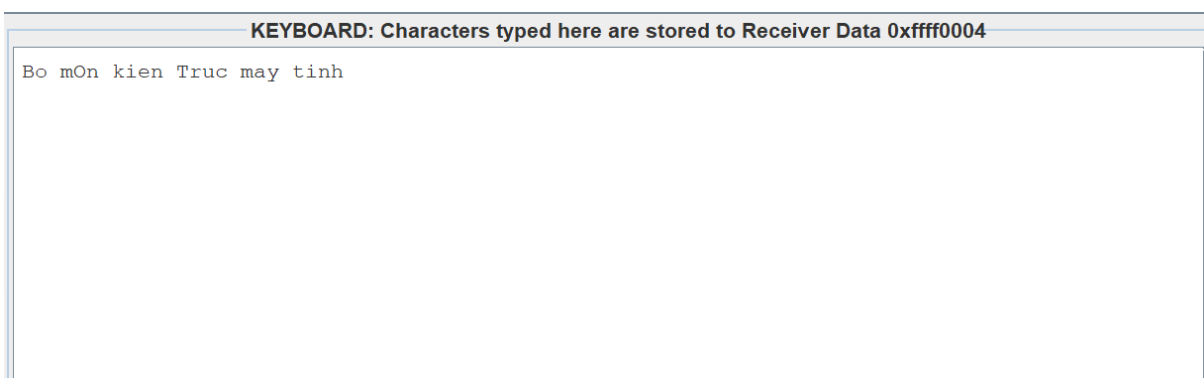 KEYBOARD: Characters typed here are stored to Receiver Data 0xffff0004
Bo mOn kien Truc may tinh